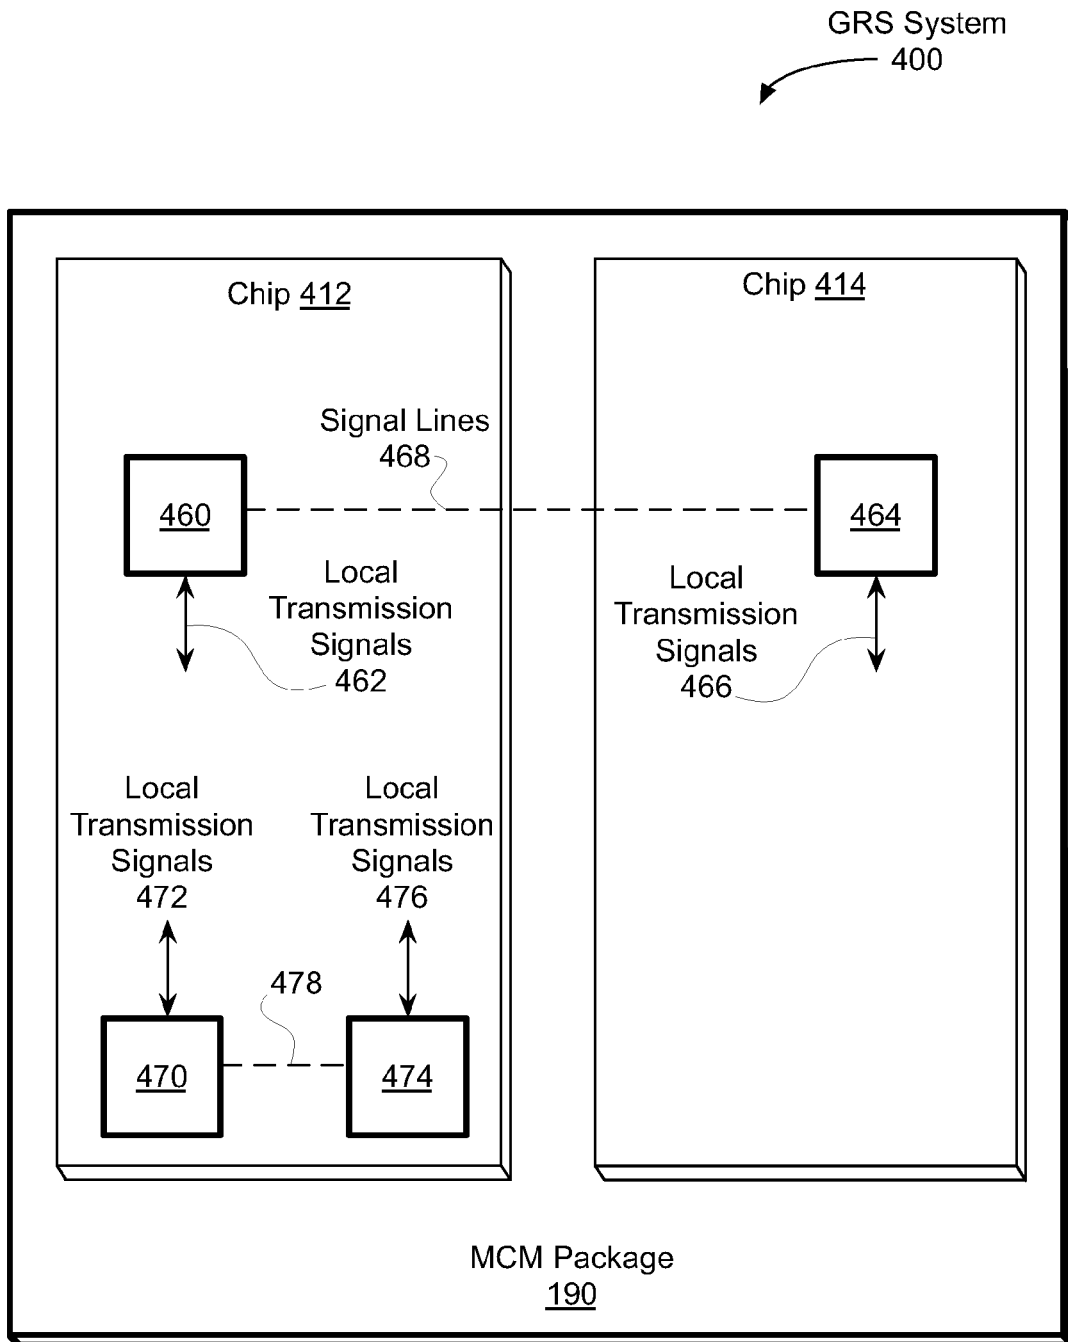 GRS System
400
Chip 412
Chip 414
Signal Lines
468
460
464
Local
Transmission
Signals
462
Local
Transmission
Signals
466
Local
Transmission
Signals
472
Local
Transmission
Signals
476
478
470
474
MCM Package
190